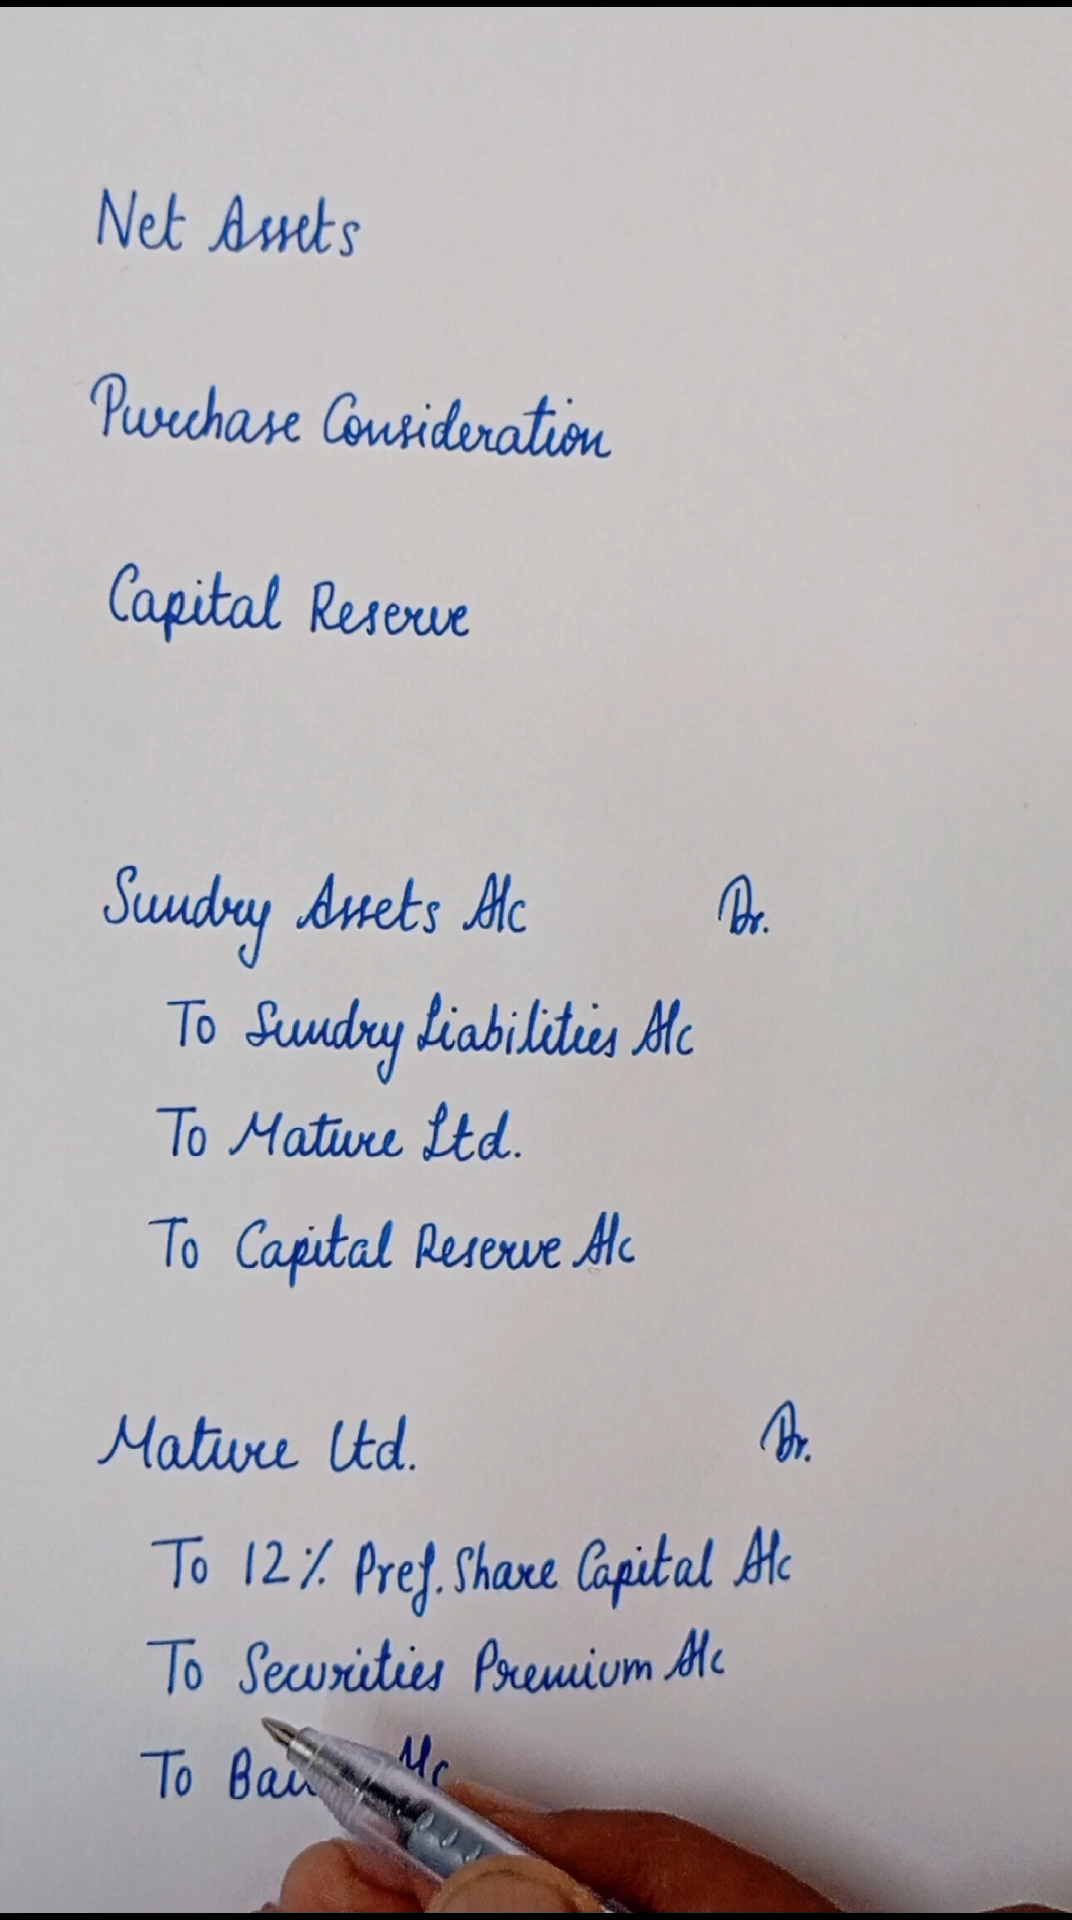 Net Assets
Purchase Consideration
Capital Reserve
Sundry Assets A/c Dr.
To Sundry Liabilities A/c
To Mature Ltd.
To Capital Reserve A/c
Mature Ltd. Dr.
To 12% Pref. Share Capital A/c
To Securities Premium A/c
To A/c